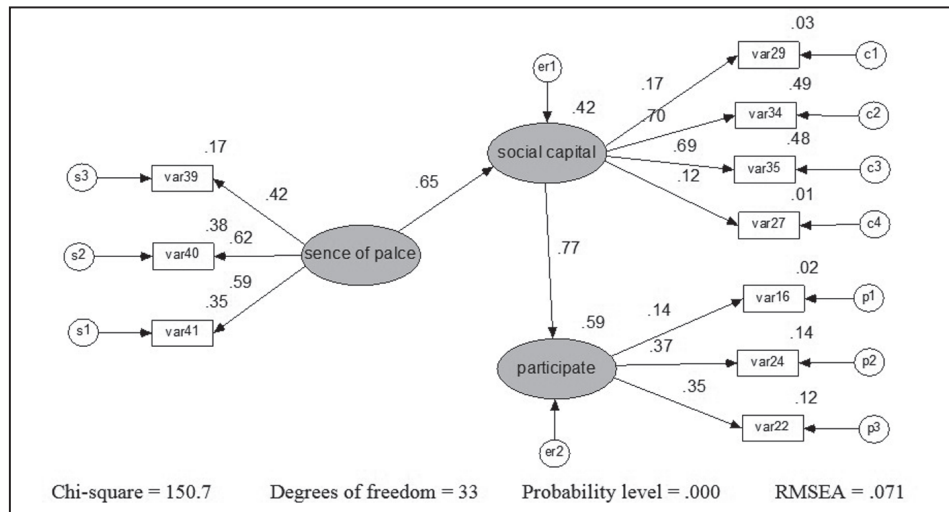 .03
var29
c1
er1
.17
.49
.42
.70
var34
c2
.17
social capital
.48
s3
var39
.69
var35
c3
.42
.65
.12
.01
.38
var27
c4
s2
var40
.62
sence of palce
.77
.59
.02
.35
var16
p1
s1
var41
.59
.14
.14
.37
participate
var24
p2
.35
.12
var22
p3
er2
Chi-square = 150.7 Degrees of freedom = 33 Probability level = .000 RMSEA = .071